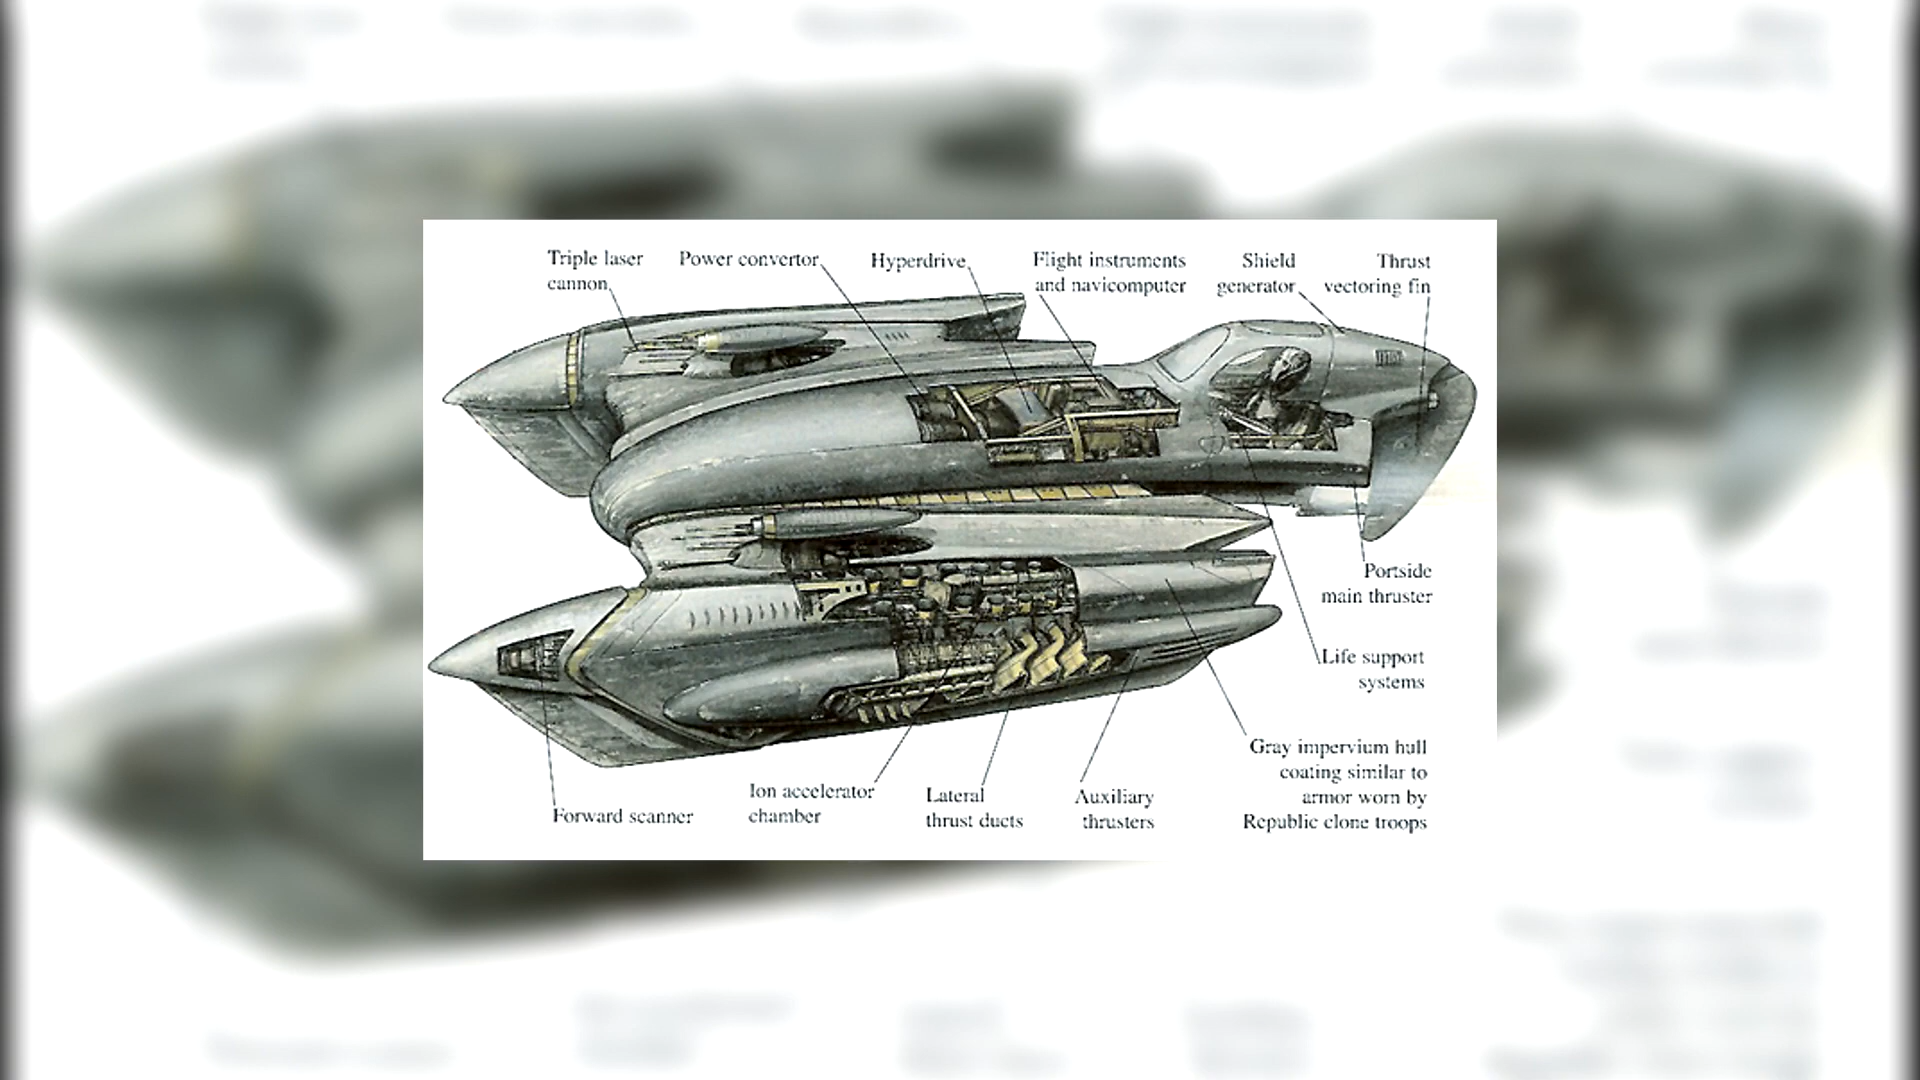 Triple laser
cannon
Power convertor
Hyperdrive
Flight instruments
and navicomputer
Shield
generator
Thrust
vectoring fin
Portside
main thruster
Life support
systems
Gray impervium hull
coating similar to
armor worn by
Republic clone troops
Forward scanner
Ion accelerator
chamber
Lateral
thrust ducts
Auxiliary
thrusters